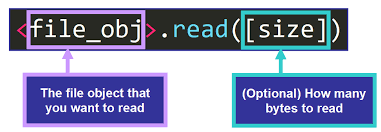 <file_obj>.read([size])
The file object that
you want to read
(Optional) How many
bytes to read